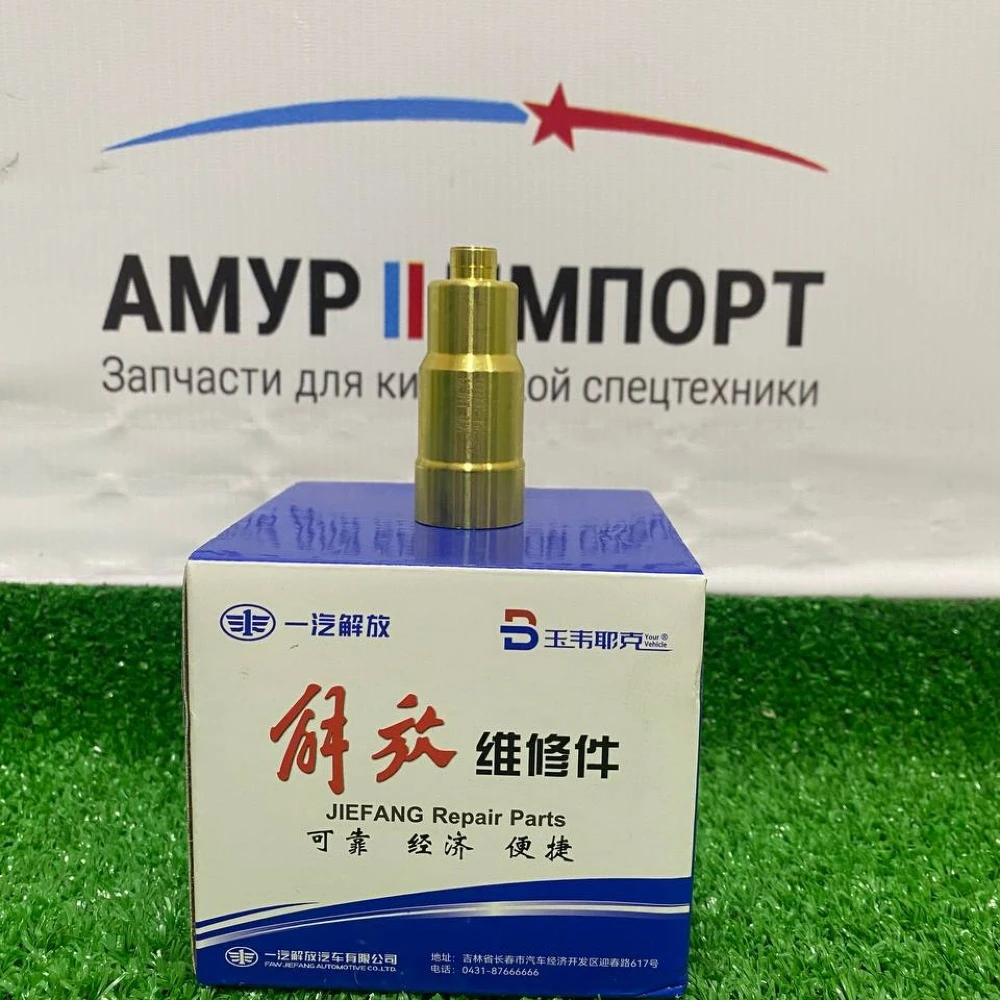 АМУР ИМПОРТ
Запчасти для ки ской спецтехники
一汽解放
玉韦耶克 Your Vehicle ®
解放 维修件
JIEFANG Repair Parts
可靠 经济 便捷
一汽解放汽车有限公司
FAW JIEFANG AUTOMOTIVE CO.LTD.
地址：吉林省长春市汽车经济开发区迎春路617号
电话：0431-87666666